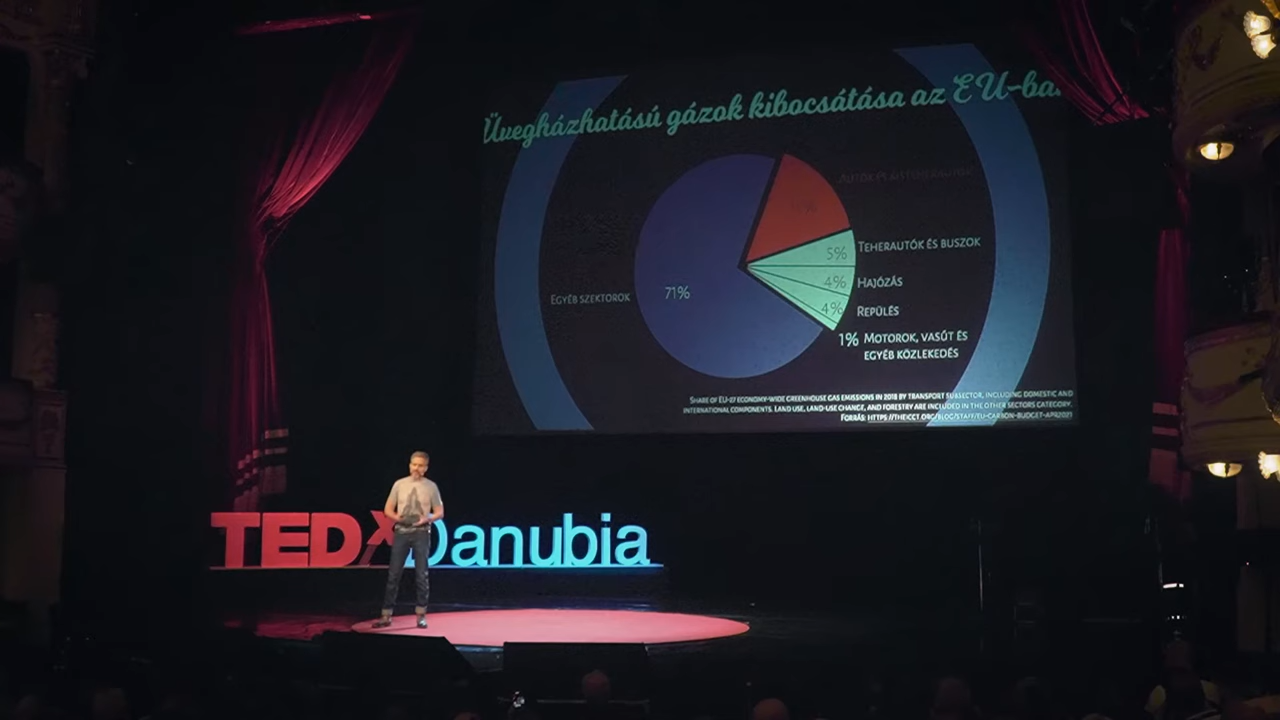 Üvegházhatású gázok kibocsátása az EU-ba
AUTÓK ÉS KISTEHERAUTÓK
TEHERAUTÓK ÉS BUSZOK
5%
HAJÓZÁS
4%
EGYÉB SZEKTOROK
71%
REPÜLÉS
4%
1% MOTOROK, VASÚT ÉS
EGYÉB KÖZLEKEDÉS
SHARE OF EU-27 ECONOMY-WIDE GREENHOUSE GAS EMISSIONS IN 2018 BY TRANSPORT SUBSECTOR, INCLUDING DOMESTIC AND
INTERNATIONAL COMPONENTS. LAND USE, LAND-USE CHANGE, AND FORESTRY ARE INCLUDED IN THE OTHER SECTORS CATEGORY.
FORRÁS: HTTPS://THEICCT.ORG/BLOG/STAFF/EU-CARBON-BUDGET-APR2021
TEDxDanubia